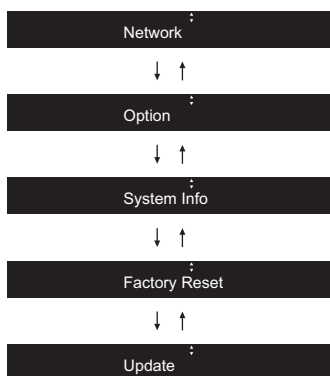 Network
Option
System Info
Factory Reset
Update